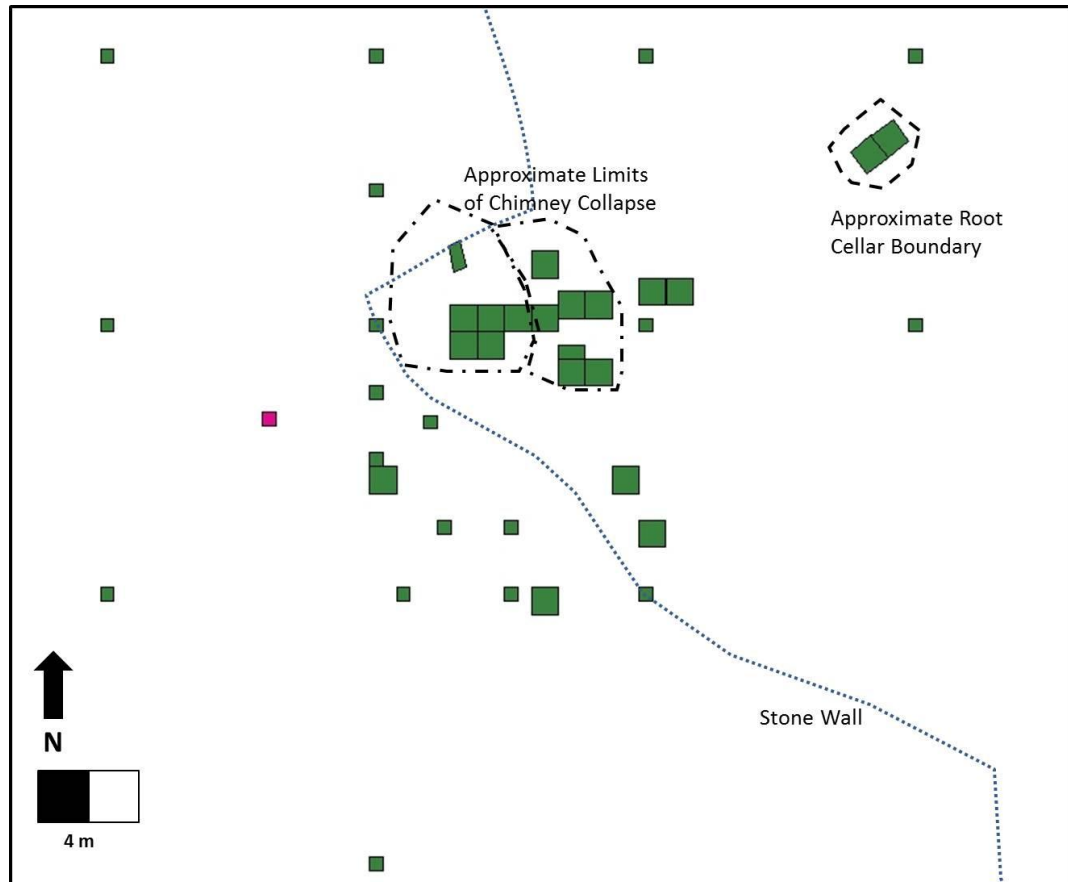 Approximate Limits
of Chimney Collapse
Approximate Root
Cellar Boundary
Stone Wall
N
4 m